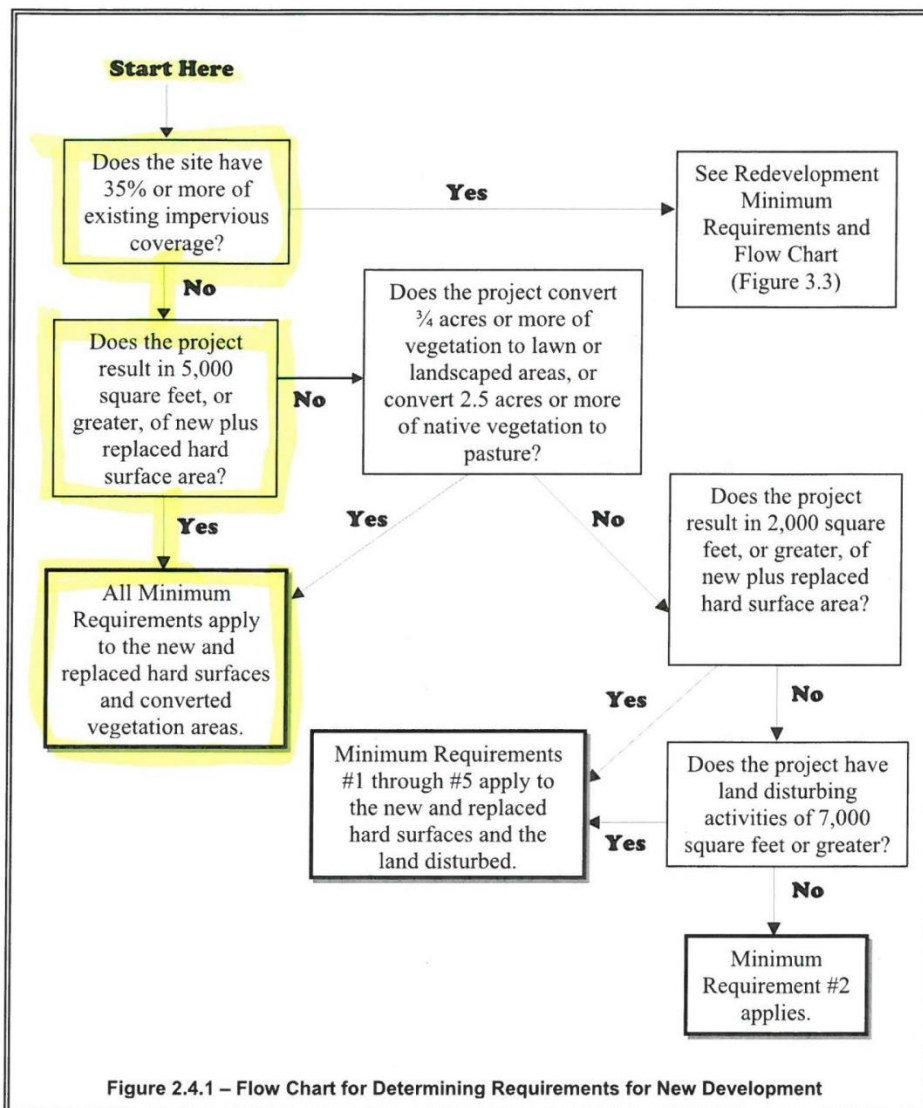 Start Here
Does the site have
35% or more of
existing impervious
coverage?
Yes
See Redevelopment
Minimum
Requirements and
Flow Chart
(Figure 3.3)
No
Does the project
result in 5,000
square feet, or
greater, of new plus
replaced hard
surface area?
No
Does the project convert
¾ acres or more of
vegetation to lawn or
landscaped areas, or
convert 2.5 acres or more
of native vegetation to
pasture?
Yes
Yes
No
Does the project
result in 2,000 square
feet, or greater, of
new plus replaced
hard surface area?
All Minimum
Requirements apply
to the new and
replaced hard surfaces
and converted
vegetation areas.
Yes
No
Minimum Requirements
#1 through #5 apply to
the new and replaced
hard surfaces and the
land disturbed.
Yes
Does the project have
land disturbing
activities of 7,000
square feet or greater?
No
Minimum
Requirement #2
applies.
Figure 2.4.1 – Flow Chart for Determining Requirements for New Development